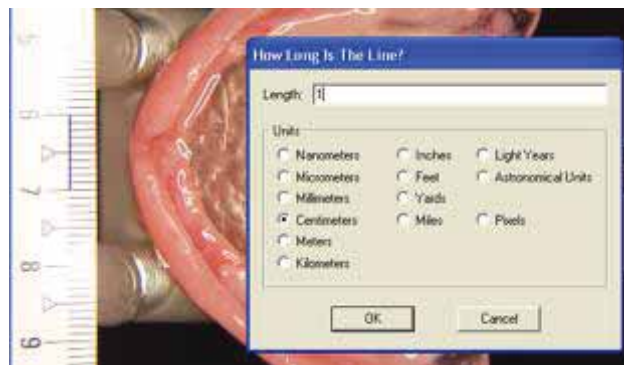 How Long Is The Line?
Length: 1
Units
Nanometers Inches Light Years
Micrometers Feet Astronomical Units
Millimeters Yards
Centimeters Miles Pixels
Meters
Kilometers
OK Cancel
5
6
7
8
9